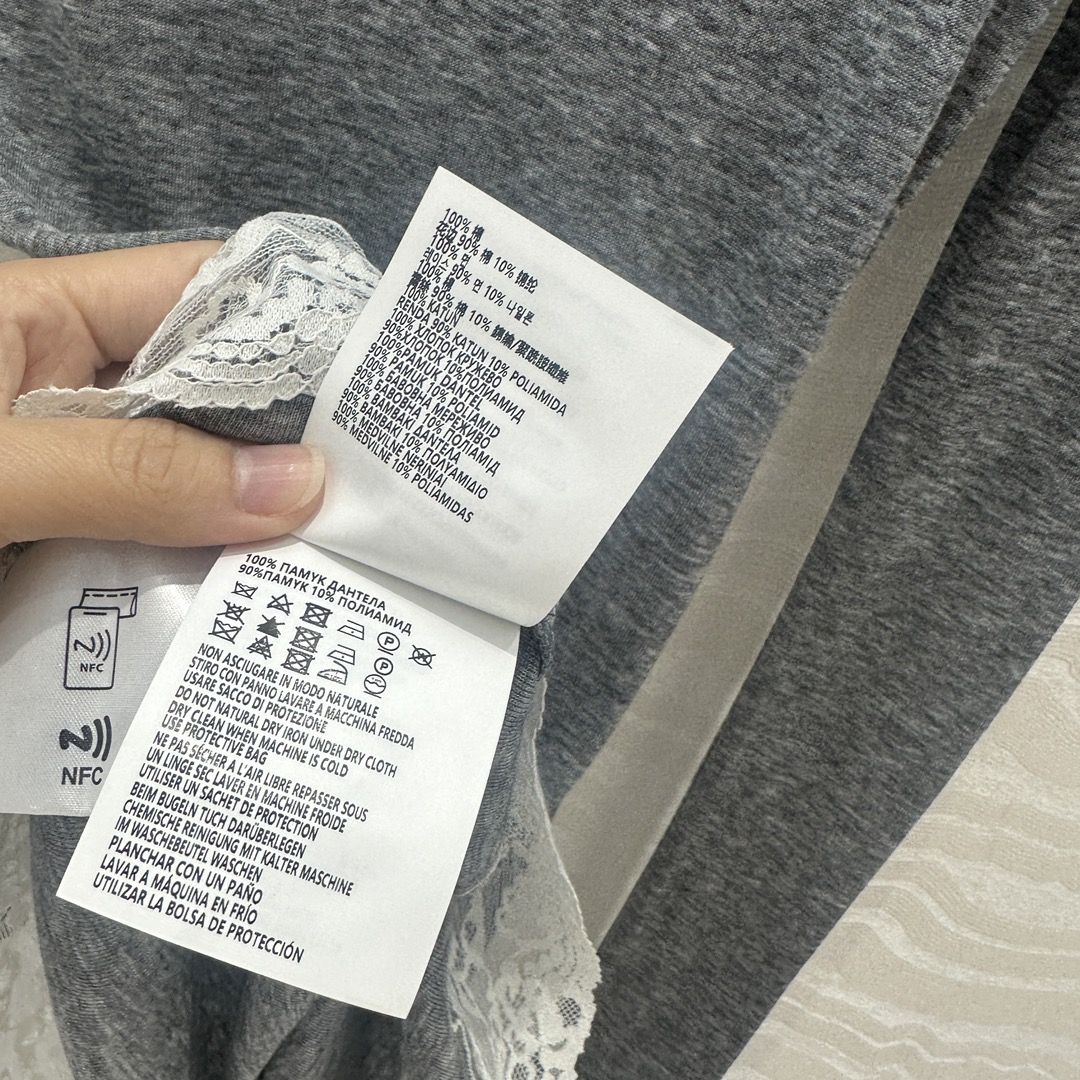 100% 棉
花边 90% 棉 10% 锦纶
100% 면
레이스 90% 면 10% 나일론
100% 棉
蕾絲 90% 棉 10% 錦綸/聚酰胺纖維
100% KATUN
RENDA 90% KATUN 10% POLIAMIDA
100% ХЛОПОК КРУЖЕВО
90%ХЛОПОК 10%ПОЛИАМИД
100%PAMUK DANTEL
90% PAMUK 10% POLIAMID
100% БАВОВНА МЕРЕЖИВО
90% БАВОВНА 10% ПОЛІАМІД
100% ΒΑΜΒΑΚΙ ΔΑΝΤΕΛΑ
90% ΒΑΜΒΑΚΙ 10% ΠΟΛΥΑΜΙΔΙΟ
100% MEDVILNE NERINIAI
90% MEDVILNE 10% POLIAMIDAS
100% ПАМУК ДАНТЕЛА
90%ПАМУК 10% ПОЛИАМИД
P
P
NON ASCIUGARE IN MODO NATURALE
STIRO CON PANNO LAVARE A MACCHINA FREDDA
USARE SACCO DI PROTEZIONE
DO NOT NATURAL DRY IRON UNDER DRY CLOTH
DRY CLEAN WHEN MACHINE IS COLD
USE PROTECTIVE BAG
NE PAS SÉCHER A L'AIR LIBRE REPASSER SOUS
UN LINGE SEC LAVER EN MACHINE FROIDE
UTILISER UN SACHET DE PROTECTION
BEIM BUGELN TUCH DARÜBERLEGEN
CHEMISCHE REINIGUNG MIT KALTER MASCHINE
IM WASCHEBEUTEL WASCHEN
PLANCHAR CON UN PAÑO
LAVAR A MÁQUINA EN FRÍO
UTILIZAR LA BOLSA DE PROTECCIÓN
NFC
NFC